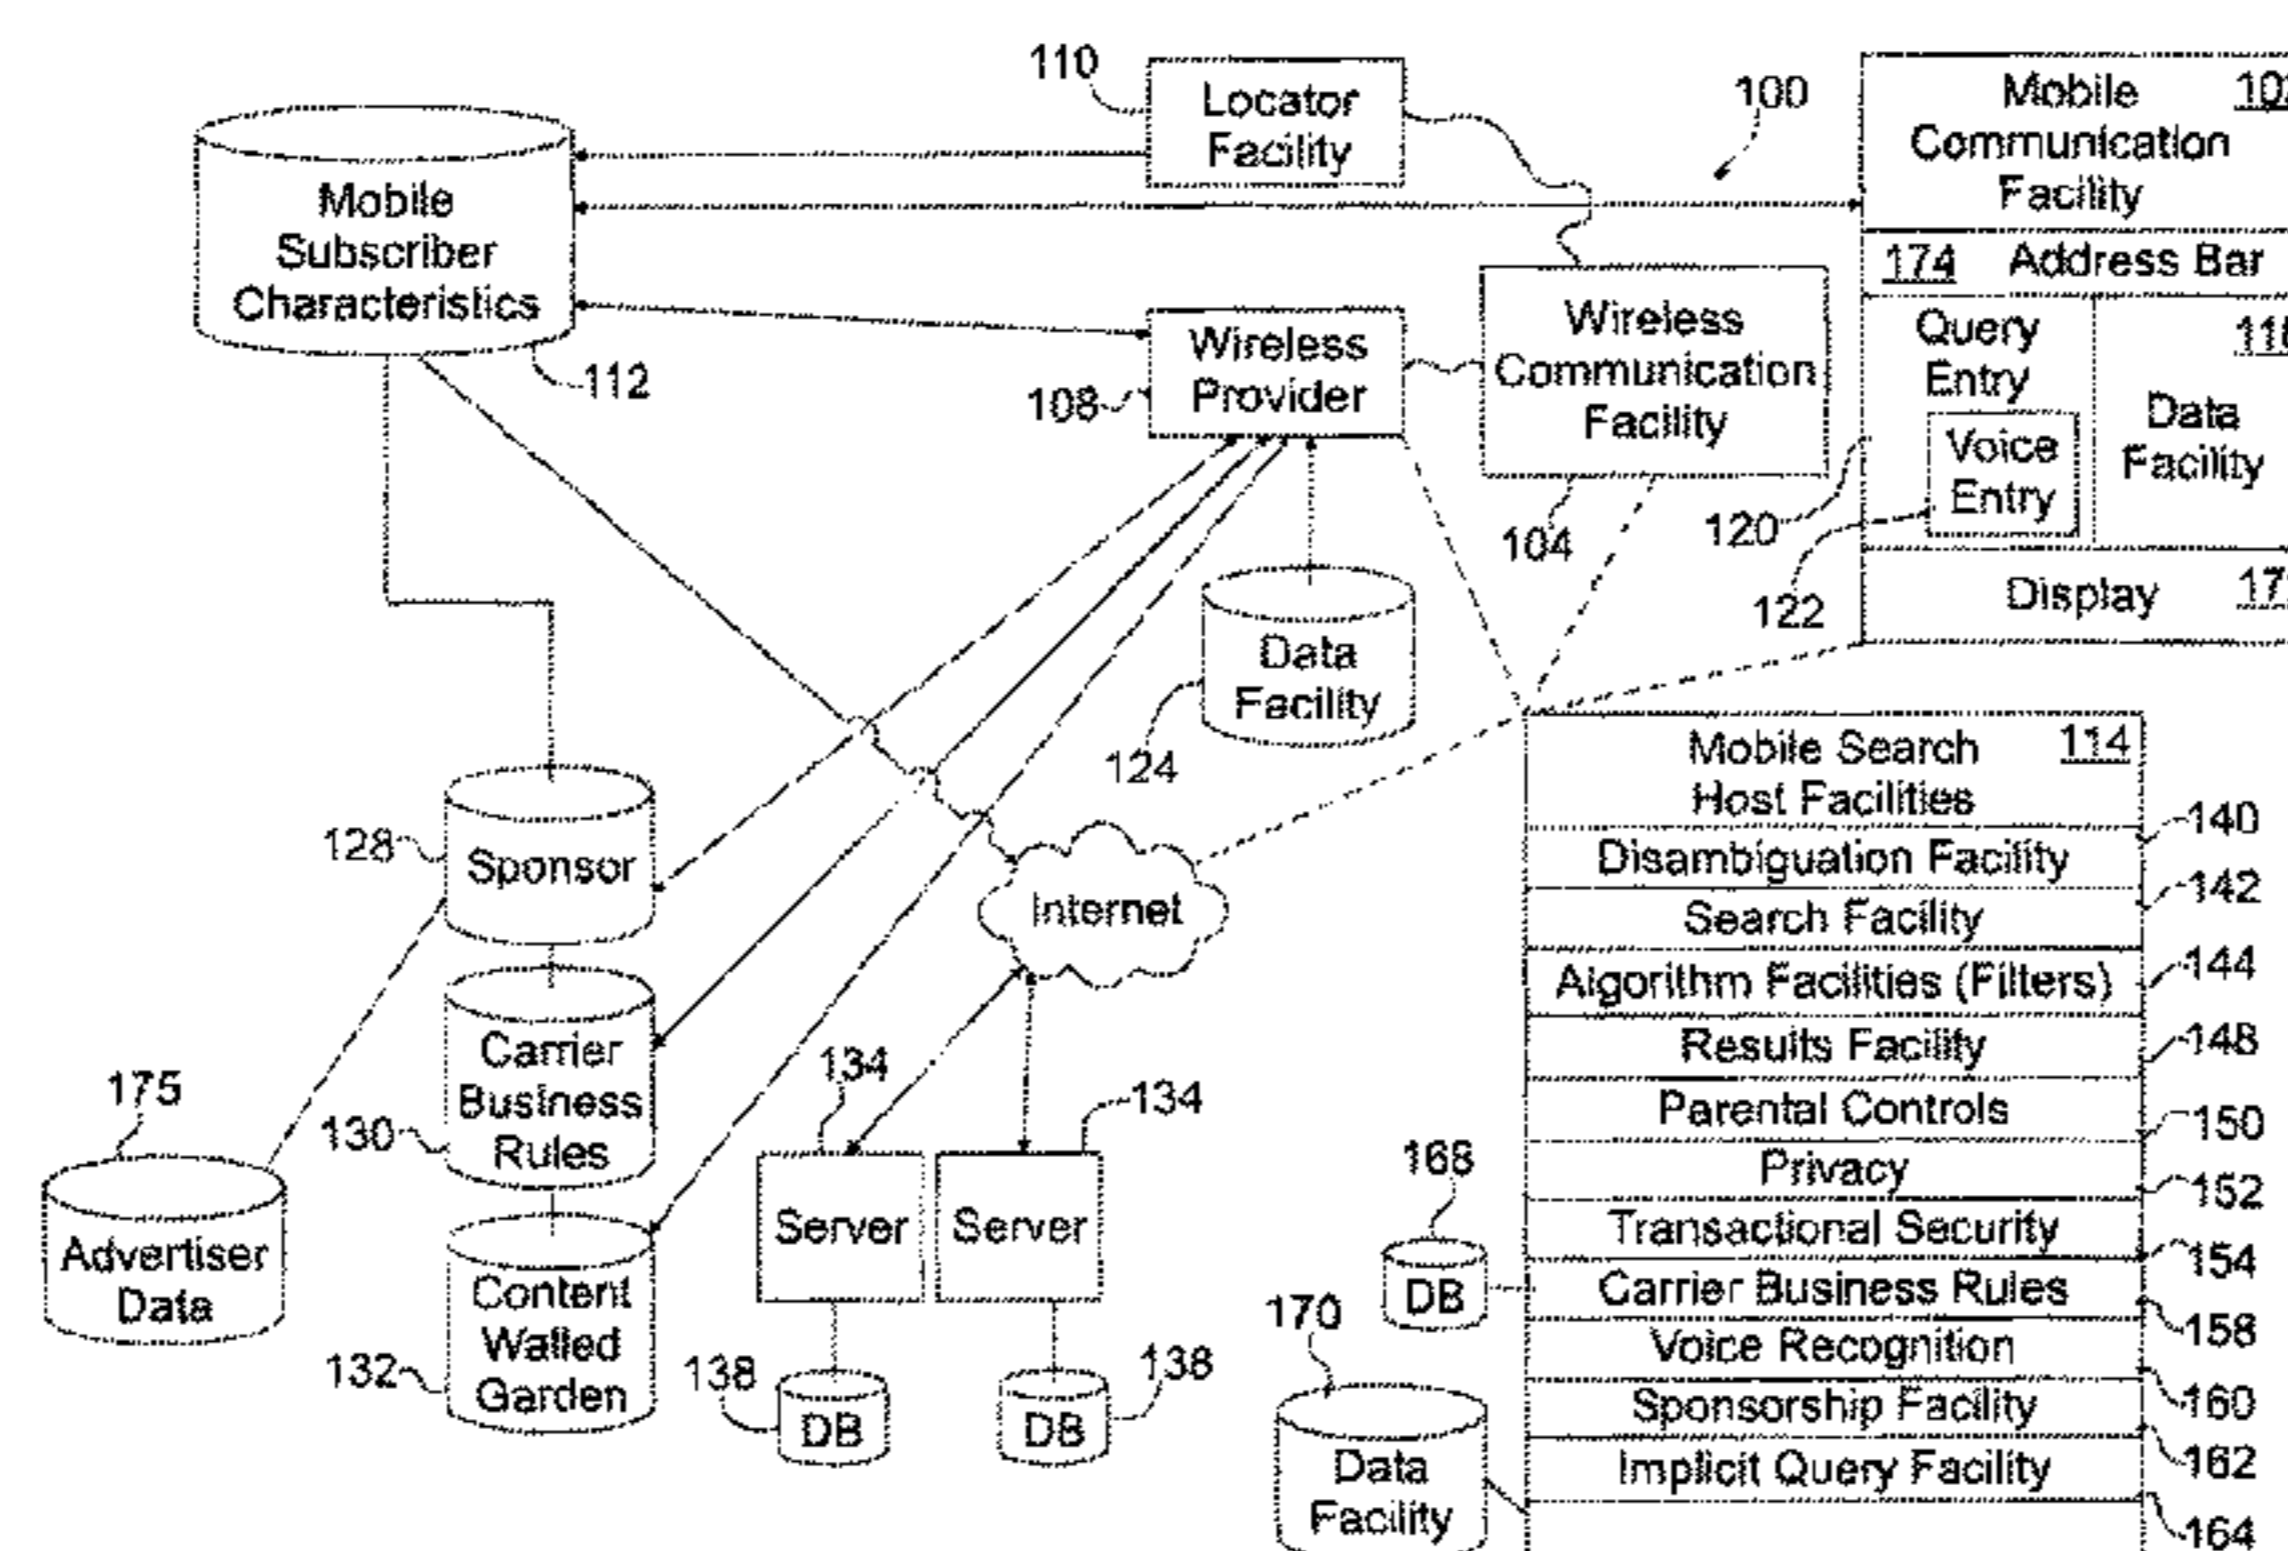 110
Locator
Facility
100
Mobile
Communication
Facility
Mobile
Subscriber
Characteristics
112
174 Address Bar
Wireless
Provider
108
Wireless
Communication
Facility
104
Query
Entry
Voice
Entry
120
122
Data
Facility
Display
Data
Facility
124
Mobile Search 114
Host Facilities
140
Disambiguation Facility
142
Search Facility
144
Algorithm Facilities (Filters)
148
Results Facility
Parental Controls
150
Privacy
152
Transactional Security
154
Carrier Business Rules
158
Voice Recognition
160
Sponsorship Facility
162
Implicit Query Facility
164
128
Sponsor
Internet
130
Carrier
Business
Rules
175
Advertiser
Data
132
Content
Walled
Garden
134
Server
134
Server
138
DB
138
DB
168
DB
170
Data
Facility